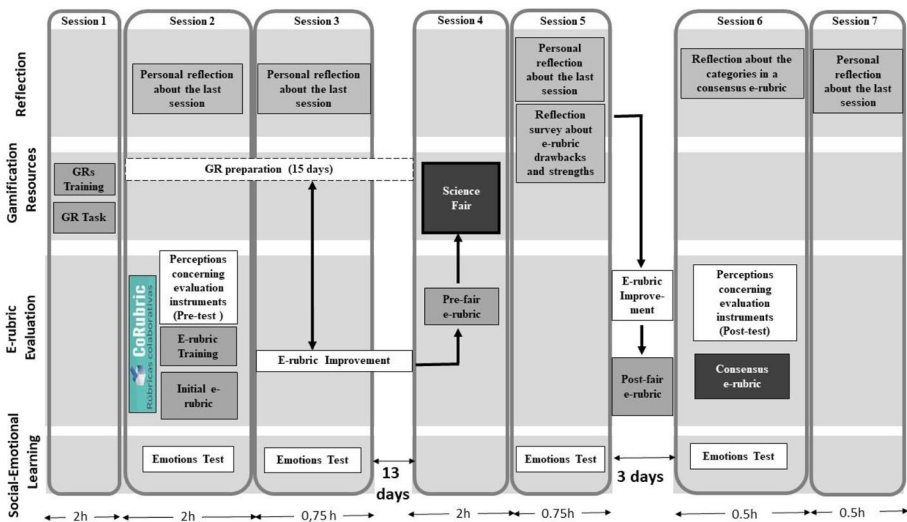 Session 1
Session 2
Session 3
Session 4
Session 5
Session 6
Session 7
Reflection
Personal reflection
about the last
session
Personal reflection
about the last
session
Personal
reflection
about the last
session
Reflection
survey about
e-rubric
drawbacks
and strengths
Reflection about the
categories in a
consensus e-rubric
Personal
reflection
about the last
session
Gamification
Resources
GRs
Training
GR Task
GR preparation (15 days)
Science
Fair
E-rubric
Evaluation
CoRubric
Rúbricas colaborativas
Perceptions
concerning
evaluation
instruments
(Pre-test )
E-rubric
Training
Initial e-
rubric
E-rubric Improvement
Pre-fair
e-rubric
E-rubric
Improve-
ment
Post-fair
e-rubric
Perceptions
concerning
evaluation
instruments
(Post-test)
Consensus
e-rubric
Social-Emotional
Learning
Emotions Test
Emotions Test
13
days
Emotions Test
3 days
Emotions Test
2h
2h
0,75h
2h
0.75h
0.5h
0.5h